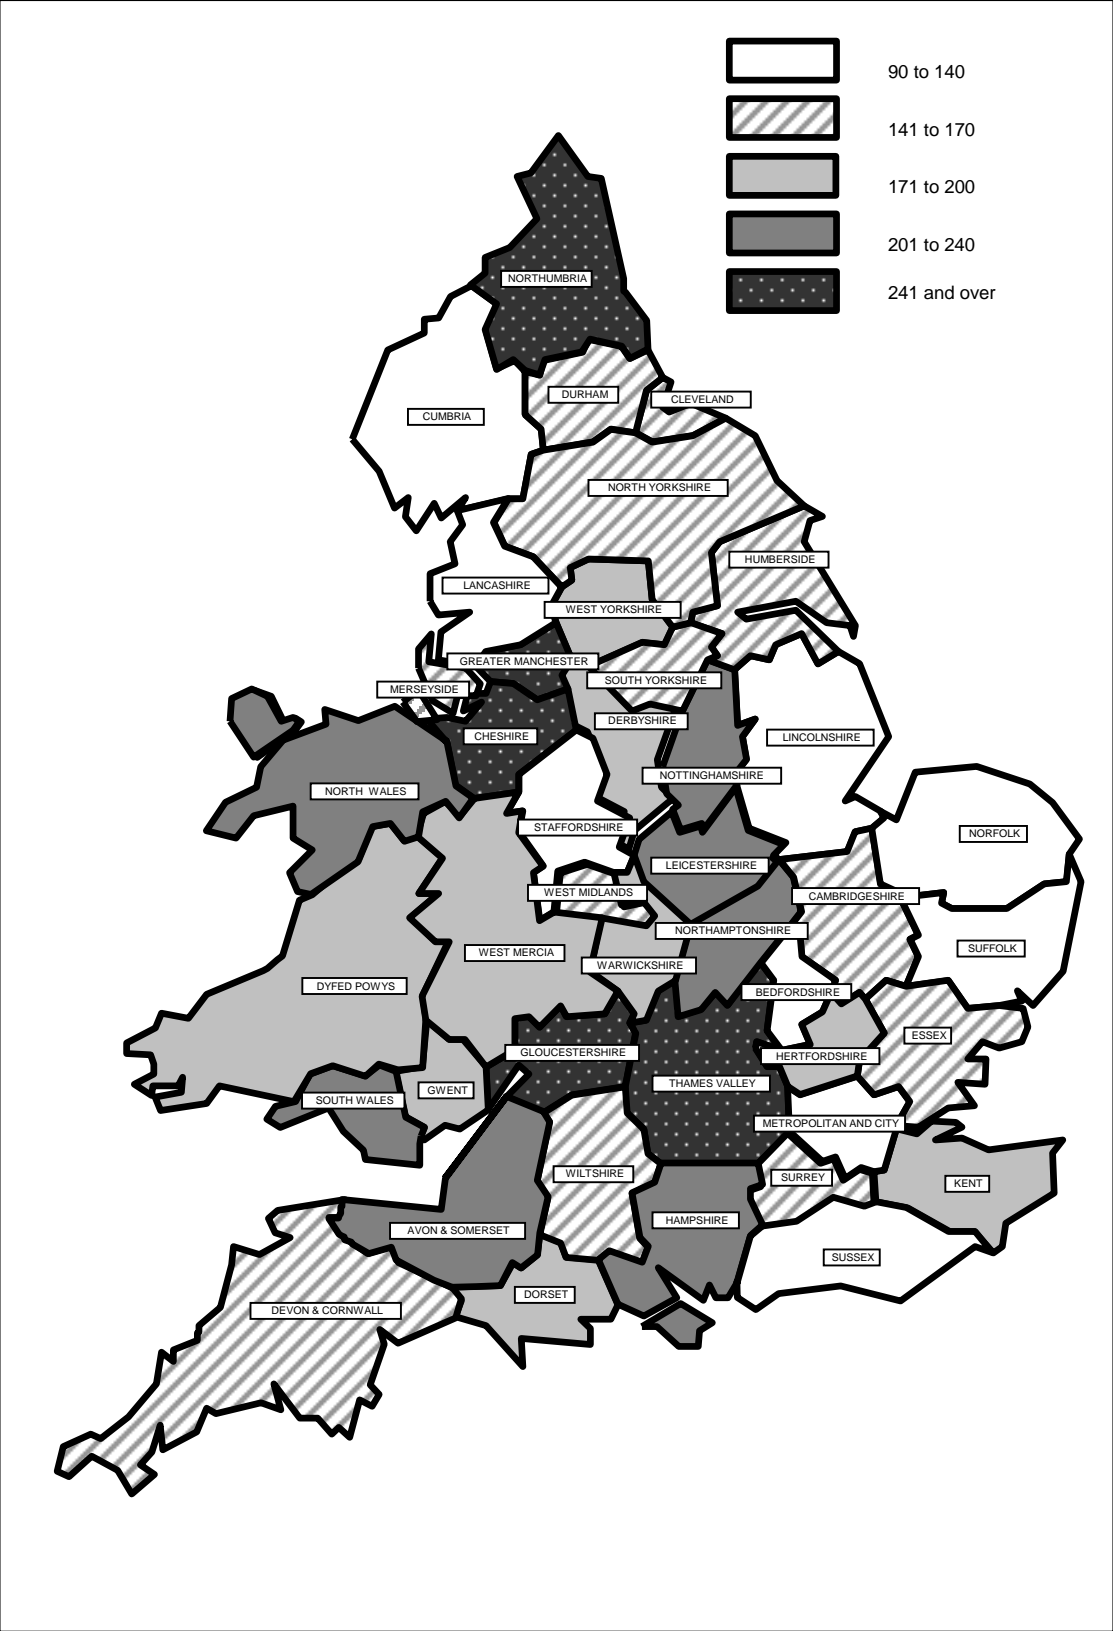 90 to 140
141 to 170
171 to 200
201 to 240
241 and over
NORTHUMBRIA
DURHAM
CLEVELAND
CUMBRIA
NORTH YORKSHIRE
HUMBERSIDE
LANCASHIRE
WEST YORKSHIRE
GREATER MANCHESTER
SOUTH YORKSHIRE
MERSEYSIDE
DERBYSHIRE
CHESHIRE
LINCOLNSHIRE
NOTTINGHAMSHIRE
NORTH WALES
STAFFORDSHIRE
NORFOLK
LEICESTERSHIRE
WEST MIDLANDS
CAMBRIDGESHIRE
NORTHAMPTONSHIRE
SUFFOLK
WEST MERCIA
WARWICKSHIRE
DYFED POWYS
BEDFORDSHIRE
ESSEX
GLOUCESTERSHIRE
HERTFORDSHIRE
THAMES VALLEY
GWENT
SOUTH WALES
METROPOLITAN AND CITY
WILTSHIRE
SURREY
KENT
HAMPSHIRE
AVON & SOMERSET
SUSSEX
DORSET
DEVON & CORNWALL